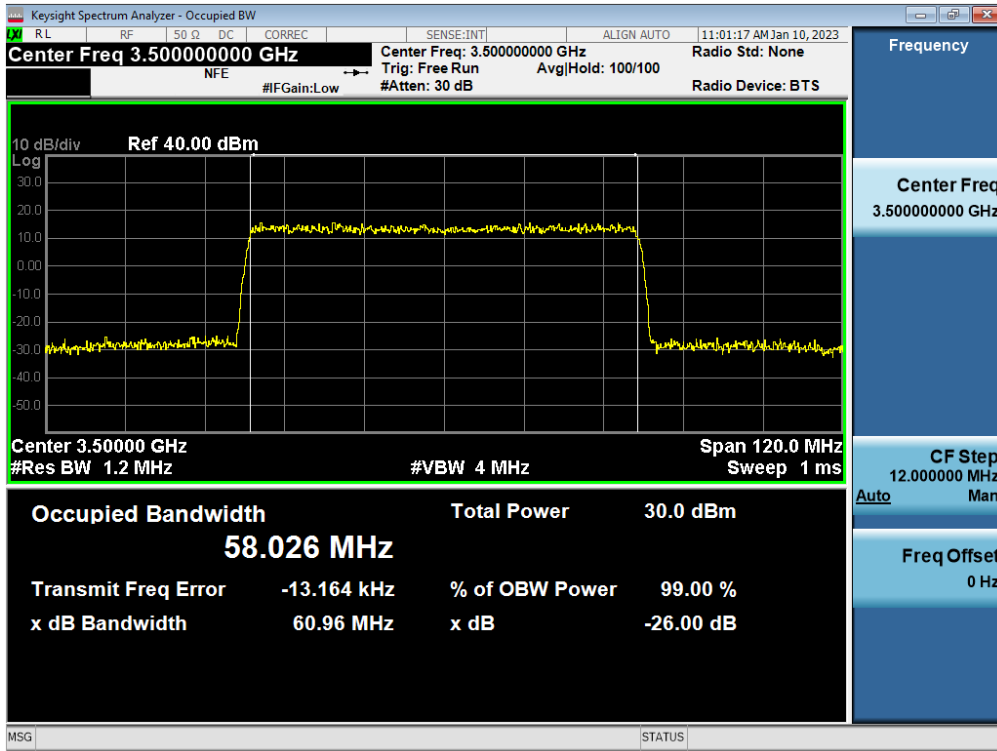 Keysight Spectrum Analyzer - Occupied BW
LXI RL RF 50 Ω DC CORREC SENSE:INT ALIGN AUTO 11:01:17 AM Jan 10, 2023
Center Freq 3.500000000 GHz
NFE
#IFGain:Low
Center Freq: 3.500000000 GHz
Trig: Free Run Avg|Hold: 100/100
#Atten: 30 dB
Radio Std: None
Radio Device: BTS
10 dB/div Ref 40.00 dBm
Log
30.0
20.0
10.0
0.00
-10.0
-20.0
-30.0
-40.0
-50.0
Center 3.50000 GHz Span 120.0 MHz
#Res BW 1.2 MHz #VBW 4 MHz Sweep 1 ms
Occupied Bandwidth Total Power 30.0 dBm
58.026 MHz
Transmit Freq Error -13.164 kHz % of OBW Power 99.00 %
x dB Bandwidth 60.96 MHz x dB -26.00 dB
MSG STATUS
Frequency
Center Freq
3.500000000 GHz
CF Step
12.000000 MHz
Auto Man
Freq Offset
0 Hz